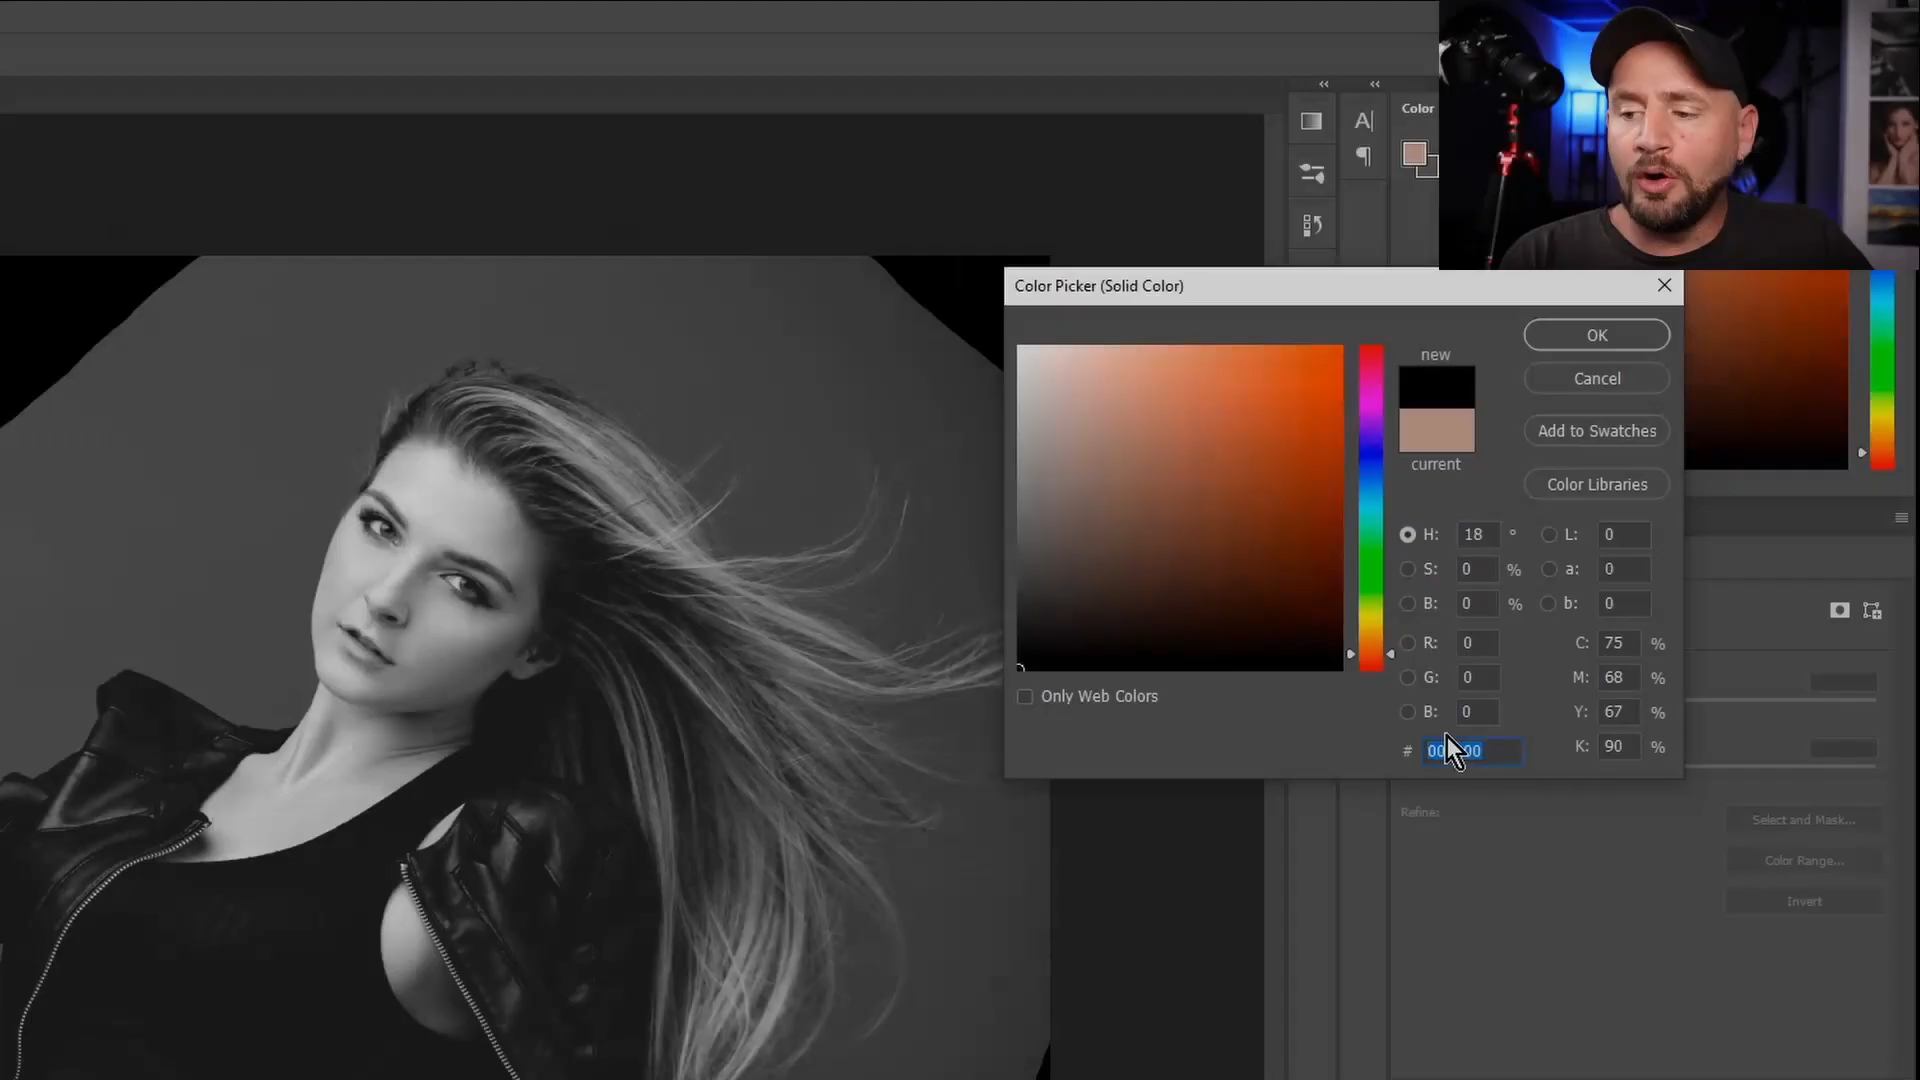 Color
Color Picker (Solid Color)
OK
new
Cancel
Add to Swatches
current
Color Libraries
H: 18 °
L: 0
S: 0 %
a: 0
B: 0 %
b: 0
R: 0
C: 75 %
G: 0
M: 68 %
Only Web Colors
B: 0
Y: 67 %
#
K: 90 %
Refine:
Select and Mask...
Color Range...
Invert